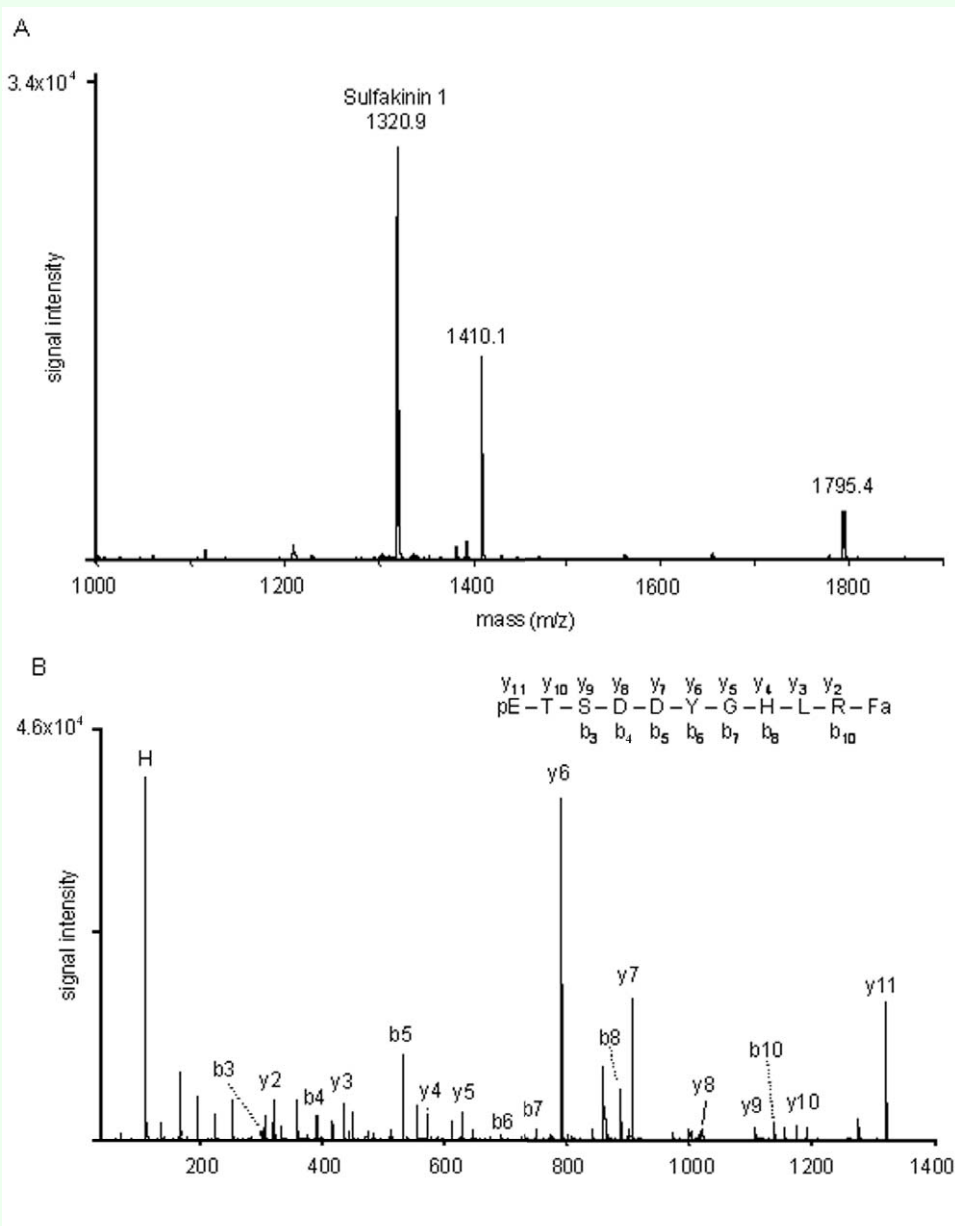 A
3.4x10⁴
Sulfakinin 1
1320.9
1410.1
1795.4
signal intensity
1000 1200 1400 1600 1800
mass (m/z)
B
y₁₁ y₁₀ y₉ y₈ y₇ y₆ y₅ y₄ y₃ y₂
pE – T – S – D – D – Y – G – H – L – R – Fa
b₃ b₄ b₅ b₆ b₇ b₈ b₁₀
4.6x10⁴
H
y6
y7
y11
b5
b8
b10
b3
y2
b4
y3
y4
y5
b6
b7
y8
y9
y10
signal intensity
200 400 600 800 1000 1200 1400